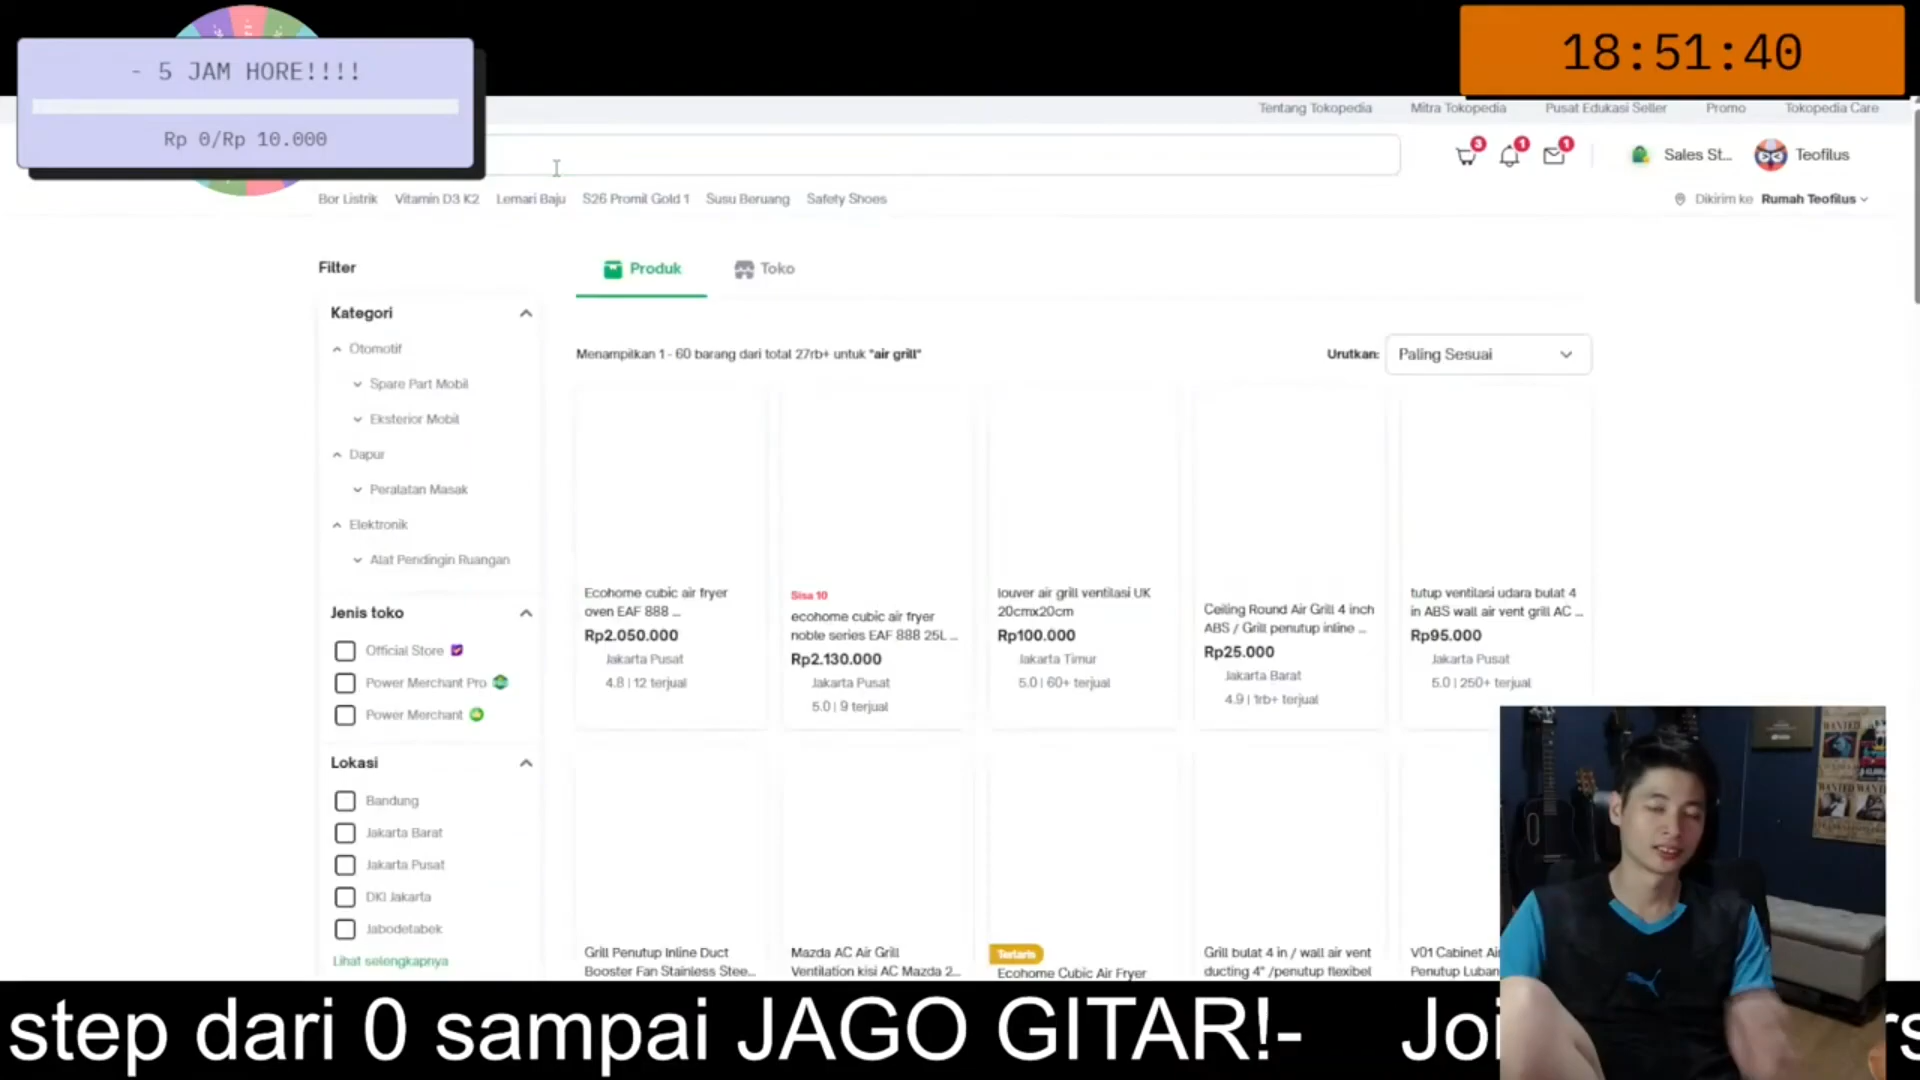 - 5 JAM HORE!!!!
Rp 0/Rp 10.000
18:51:40
Tentang Tokopedia Mitra Tokopedia Pusat Edukasi Seller Promo Tokopedia Care
3 1 1
Sales St... Teofilus
Bor Listrik Vitamin D3 K2 Lemari Baju S26 Promil Gold 1 Susu Beruang Safety Shoes
Dikirim ke Rumah Teofilus
Filter
Kategori
Otomotif
Spare Part Mobil
Eksterior Mobil
Dapur
Peralatan Masak
Elektronik
Alat Pendingin Ruangan
Jenis toko
Official Store
Power Merchant Pro
Power Merchant
Lokasi
Bandung
Jakarta Barat
Jakarta Pusat
DKI Jakarta
Jabodetabek
Lihat selengkapnya
Produk Toko
Menampilkan 1 - 60 barang dari total 27rb+ untuk "air grill"
Urutkan: Paling Sesuai
Ecohome cubic air fryer
oven EAF 888 ...
Rp2.050.000
Jakarta Pusat
4.8 | 12 terjual
Sisa 10
ecohome cubic air fryer
noble series EAF 888 25L ...
Rp2.130.000
Jakarta Pusat
5.0 | 9 terjual
louver air grill ventilasi UK
20cmx20cm
Rp100.000
Jakarta Timur
5.0 | 60+ terjual
Ceiling Round Air Grill 4 inch
ABS / Grill penutup inline ...
Rp25.000
Jakarta Barat
4.9 | 1rb+ terjual
tutup ventilasi udara bulat 4
in ABS wall air vent grill AC ...
Rp95.000
Jakarta Pusat
5.0 | 250+ terjual
Grill Penutup Inline Duct
Booster Fan Stainless Stee...
Mazda AC Air Grill
Ventilation kisi AC Mazda 2...
Terlaris
Ecohome Cubic Air Fryer
Grill bulat 4 in / wall air vent
ducting 4" /penutup flexibel
V01 Cabinet Ai
Penutup Luban
WANTED WANTED
step dari 0 sampai JAGO GITAR!- Joi rs